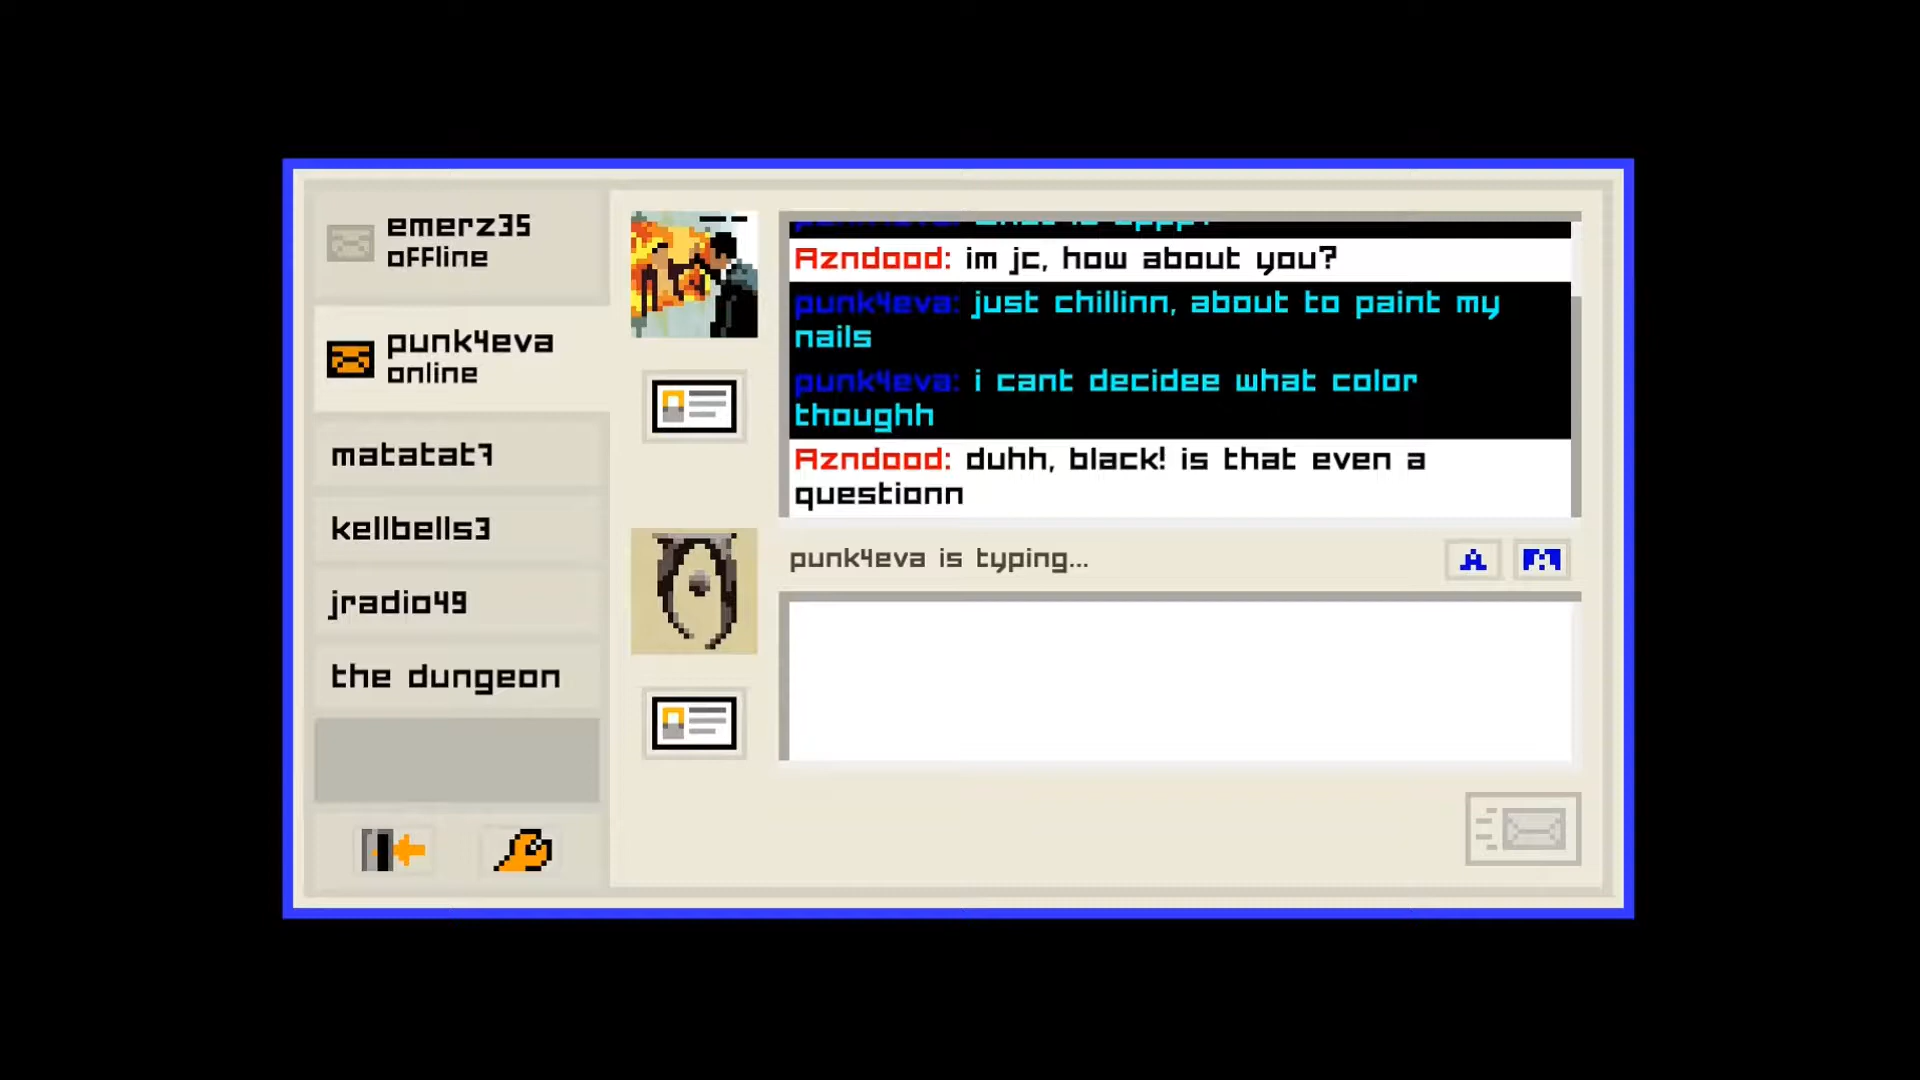 emerz35
offline
punk4eva
online
matatat7
kellbells3
jradio49
the dungeon
Azndood: im jc, how about you?
punk4eva: just chillinn, about to paint my
nails
punk4eva: i cant decidee what color
thoughh
Azndood: duhh, black! is that even a
questionn
punk4eva is typing...
A